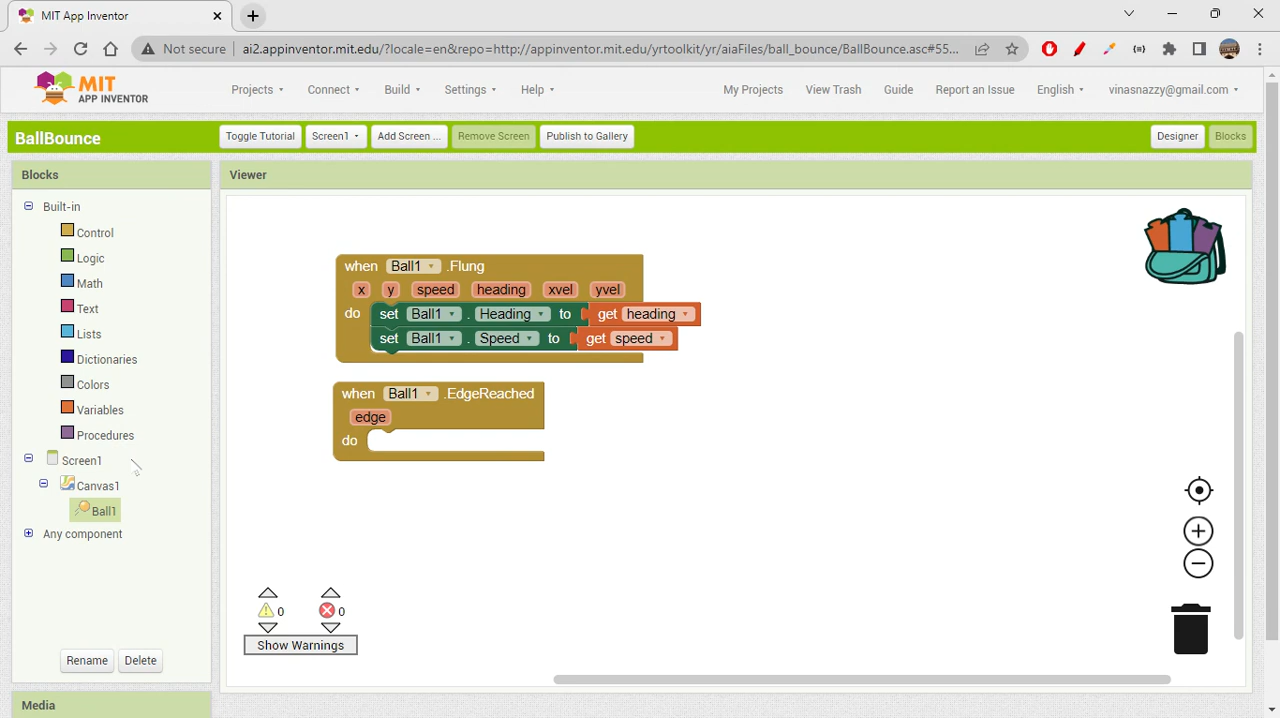 MIT App Inventor
Not secure ai2.appinventor.mit.edu/?locale=en&repo=http://appinventor.mit.edu/yrtoolkit/yr/aiaFiles/ball_bounce/BallBounce.asc#55...
MIT
APP INVENTOR
Projects Connect Build Settings Help My Projects View Trash Guide Report an Issue English vinasnazzy@gmail.com
BallBounce Toggle Tutorial Screen1 Add Screen ... Remove Screen Publish to Gallery Designer Blocks
Blocks
Viewer
Built-in
Control
Logic
Math
Text
Lists
Dictionaries
Colors
Variables
Procedures
Screen1
Canvas1
Ball1
Any component
Rename Delete
Media
when Ball1 .Flung
x y speed heading xvel yvel
do set Ball1 . Heading to get heading
set Ball1 . Speed to get speed
when Ball1 .EdgeReached
edge
do
0 0
Show Warnings